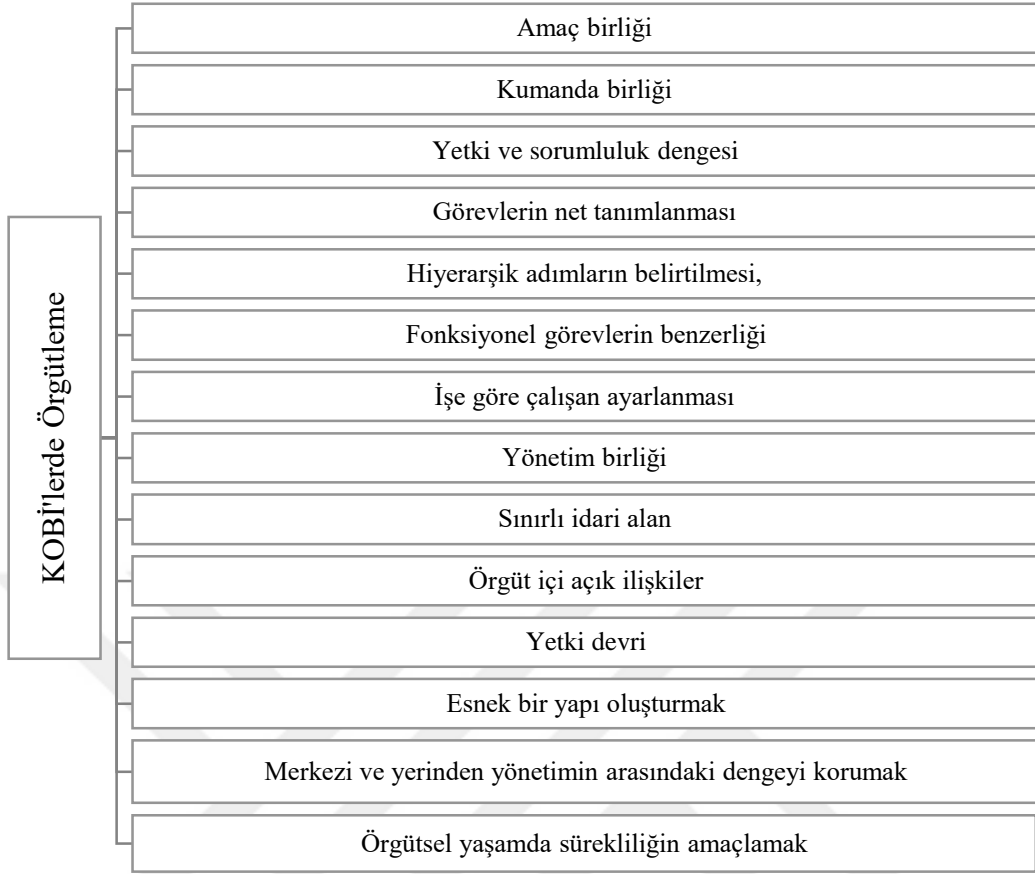 KOBİ'lerde Örgütleme
Amaç birliği
Kumanda birliği
Yetki ve sorumluluk dengesi
Görevlerin net tanımlanması
Hiyerarşik adımların belirtilmesi,
Fonksiyonel görevlerin benzerliği
İşe göre çalışan ayarlanması
Yönetim birliği
Sınırlı idari alan
Örgüt içi açık ilişkiler
Yetki devri
Esnek bir yapı oluşturmak
Merkezi ve yerinden yönetimin arasındaki dengeyi korumak
Örgütsel yaşamda sürekliliğin amaçlamak